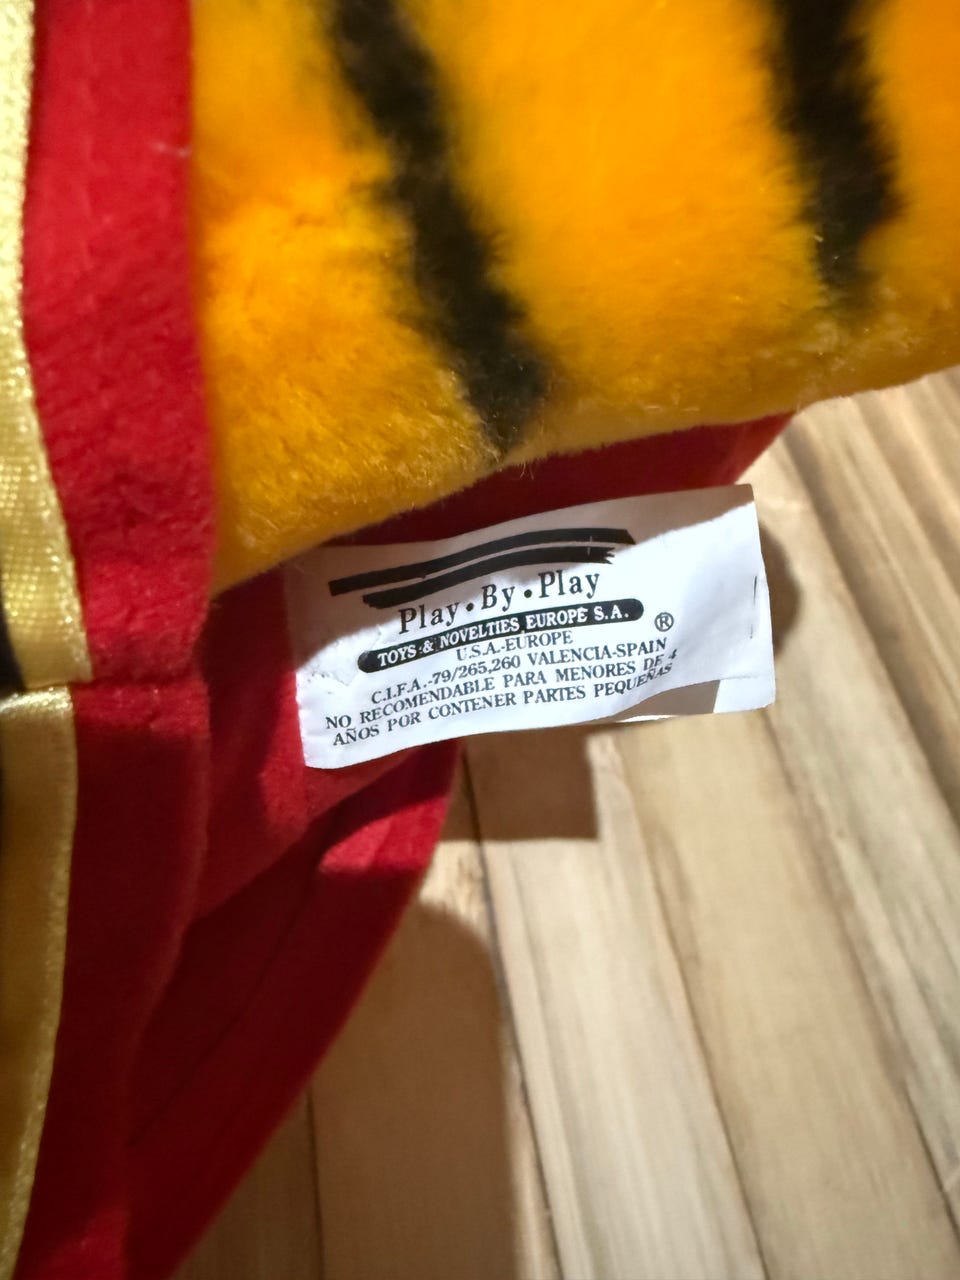 Play • By • Play
TOYS & NOVELTIES EUROPE S.A. ®
U.S.A.-EUROPE
C.I.F.A.-79/265,260 VALENCIA-SPAIN
NO RECOMENDABLE PARA MENORES DE 4
AÑOS POR CONTENER PARTES PEQUEÑAS